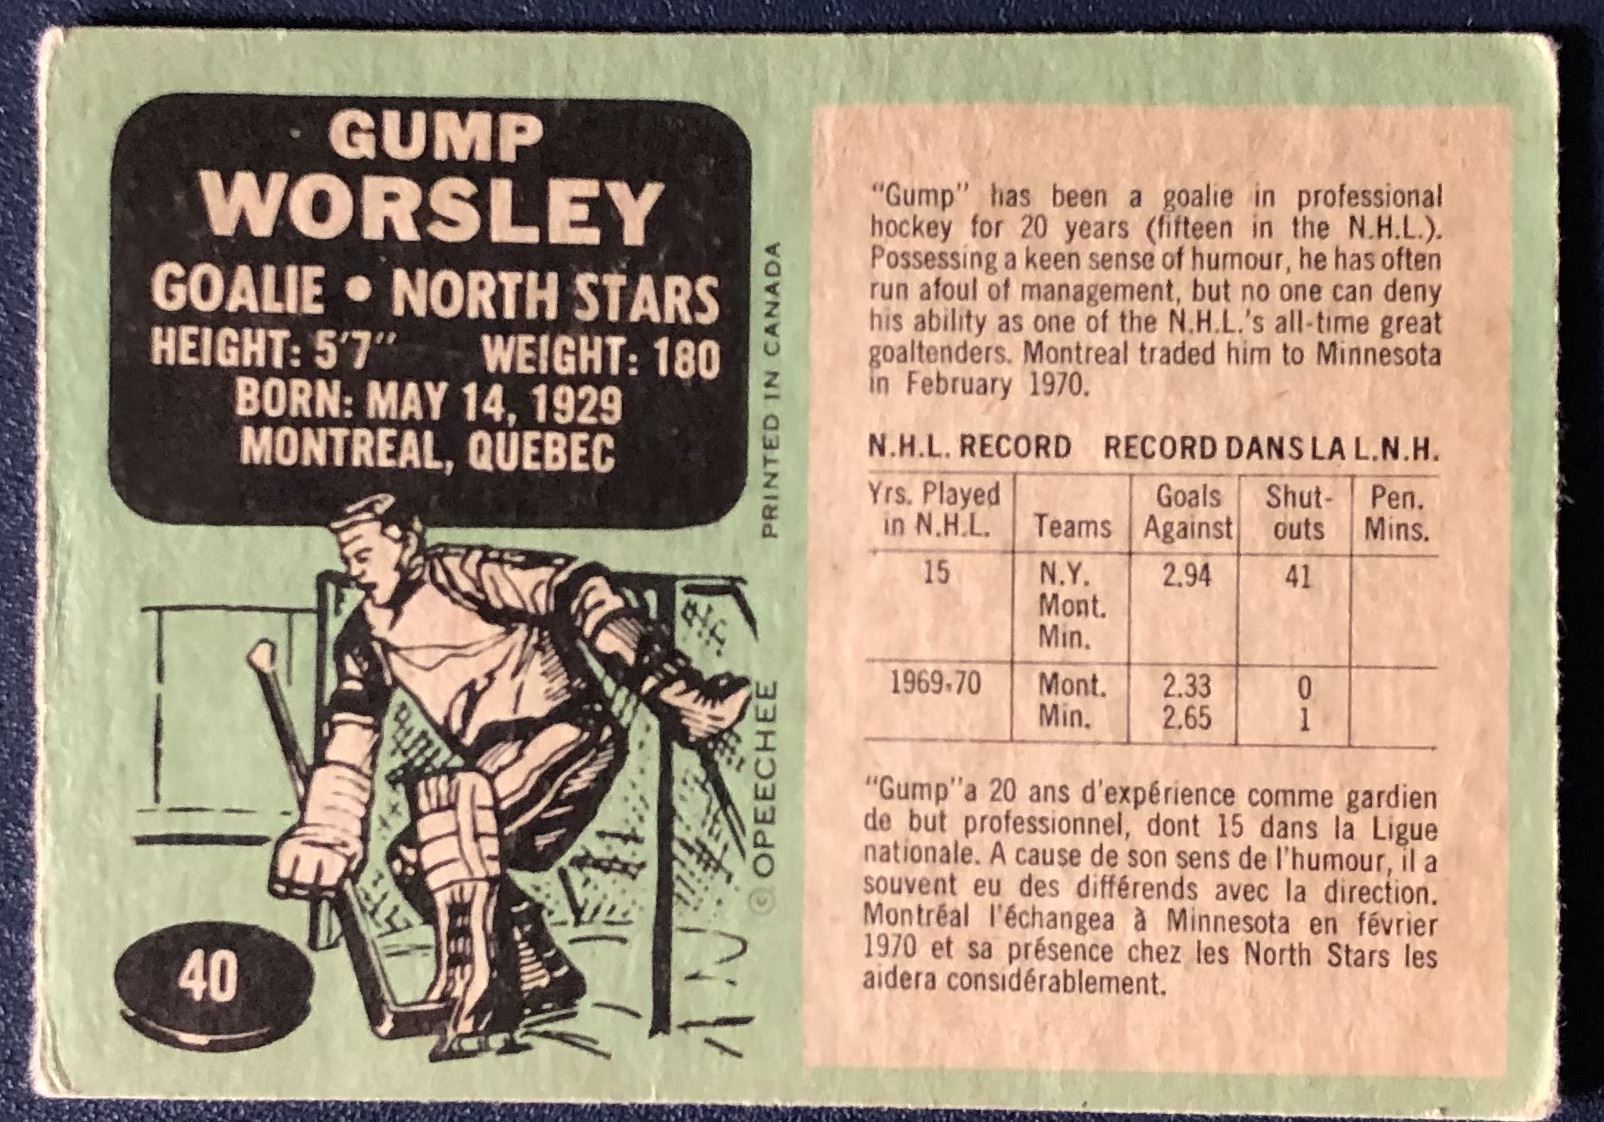 GUMP
WORSLEY
GOALIE • NORTH STARS
HEIGHT: 5'7" WEIGHT: 180
BORN: MAY 14, 1929
MONTREAL, QUEBEC
40
© OPEECHEE PRINTED IN CANADA
"Gump" has been a goalie in professional
hockey for 20 years (fifteen in the N.H.L.).
Possessing a keen sense of humour, he has often
run afoul of management, but no one can deny
his ability as one of the N.H.L.'s all-time great
goaltenders. Montreal traded him to Minnesota
in February 1970.
N.H.L. RECORD RECORD DANS LA L.N.H.
Yrs. Played Goals Shut- Pen.
in N.H.L. Teams Against outs Mins.
15 N.Y. 2.94 41
Mont.
Min.
1969-70 Mont. 2.33 0
Min. 2.65 1
"Gump" a 20 ans d'expérience comme gardien
de but professionnel, dont 15 dans la Ligue
nationale. A cause de son sens de l'humour, il a
souvent eu des différends avec la direction.
Montréal l'échangea à Minnesota en février
1970 et sa présence chez les North Stars les
aidera considérablement.